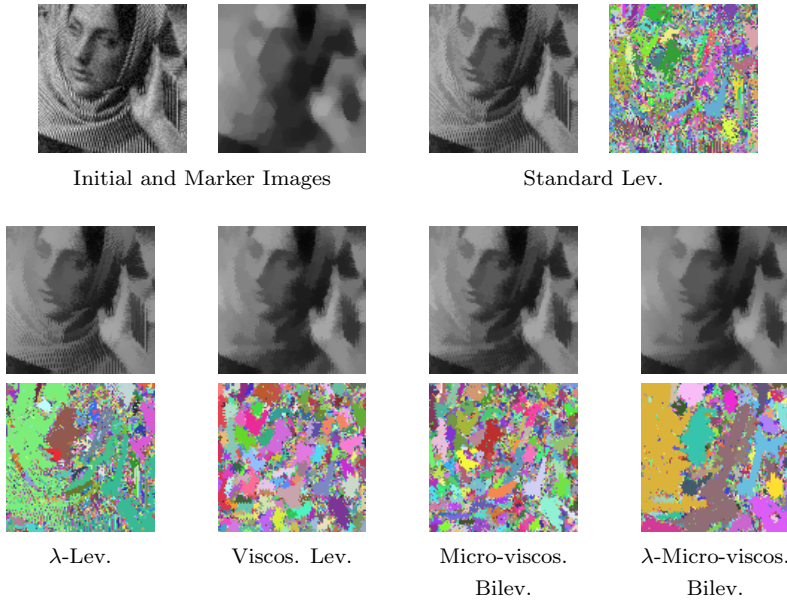 Initial and Marker Images
Standard Lev.
λ-Lev.
Viscos. Lev.
Micro-viscos.
Bilev.
λ-Micro-viscos.
Bilev.